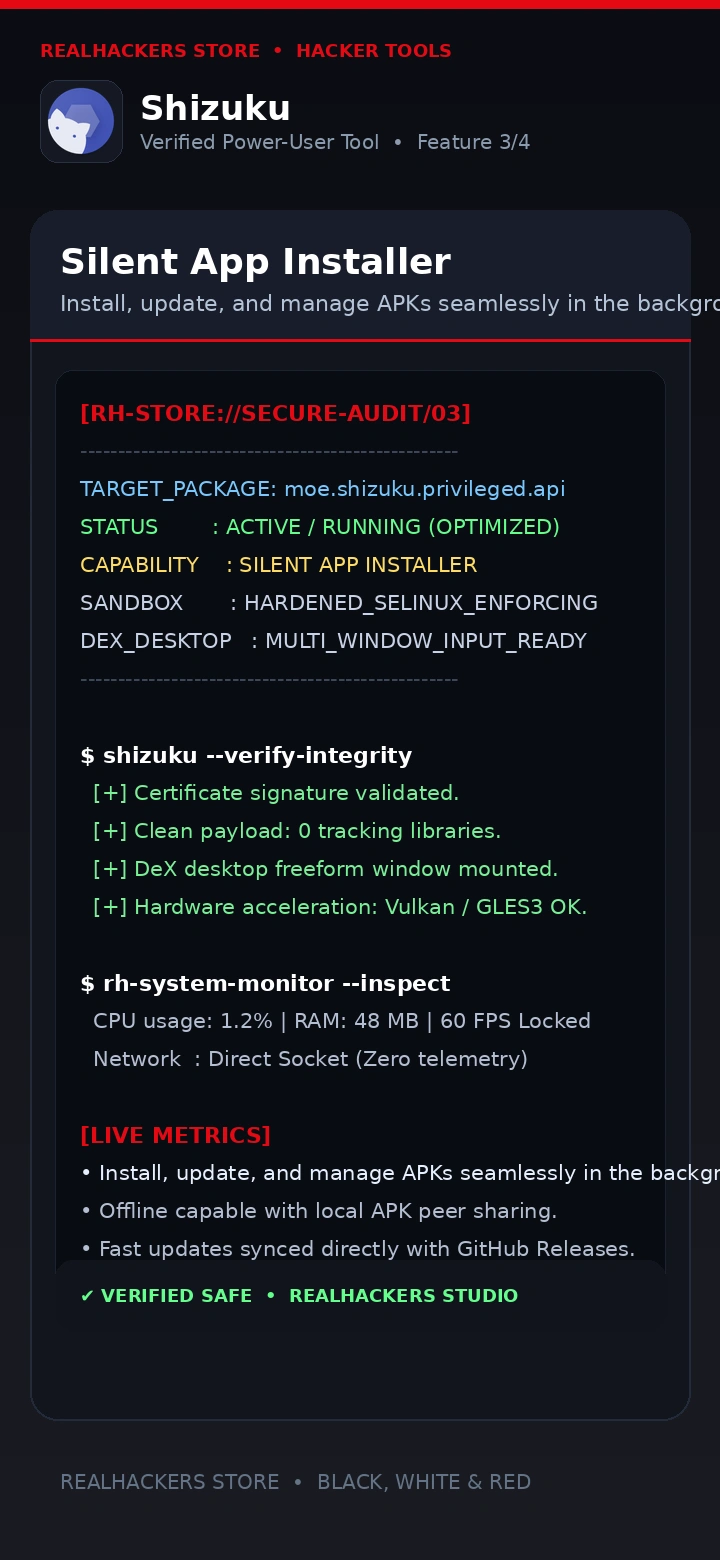 REALHACKERS STORE • HACKER TOOLS
Shizuku
Verified Power-User Tool • Feature 3/4
Silent App Installer
Install, update, and manage APKs seamlessly in the backgro
[RH-STORE://SECURE-AUDIT/03]
--------------------------------------------------
TARGET_PACKAGE: moe.shizuku.privileged.api
STATUS : ACTIVE / RUNNING (OPTIMIZED)
CAPABILITY : SILENT APP INSTALLER
SANDBOX : HARDENED_SELINUX_ENFORCING
DEX_DESKTOP : MULTI_WINDOW_INPUT_READY
--------------------------------------------------
$ shizuku --verify-integrity
[+] Certificate signature validated.
[+] Clean payload: 0 tracking libraries.
[+] DeX desktop freeform window mounted.
[+] Hardware acceleration: Vulkan / GLES3 OK.
$ rh-system-monitor --inspect
CPU usage: 1.2% | RAM: 48 MB | 60 FPS Locked
Network : Direct Socket (Zero telemetry)
[LIVE METRICS]
• Install, update, and manage APKs seamlessly in the backgr
• Offline capable with local APK peer sharing.
• Fast updates synced directly with GitHub Releases.
✔ VERIFIED SAFE • REALHACKERS STUDIO
REALHACKERS STORE • BLACK, WHITE & RED